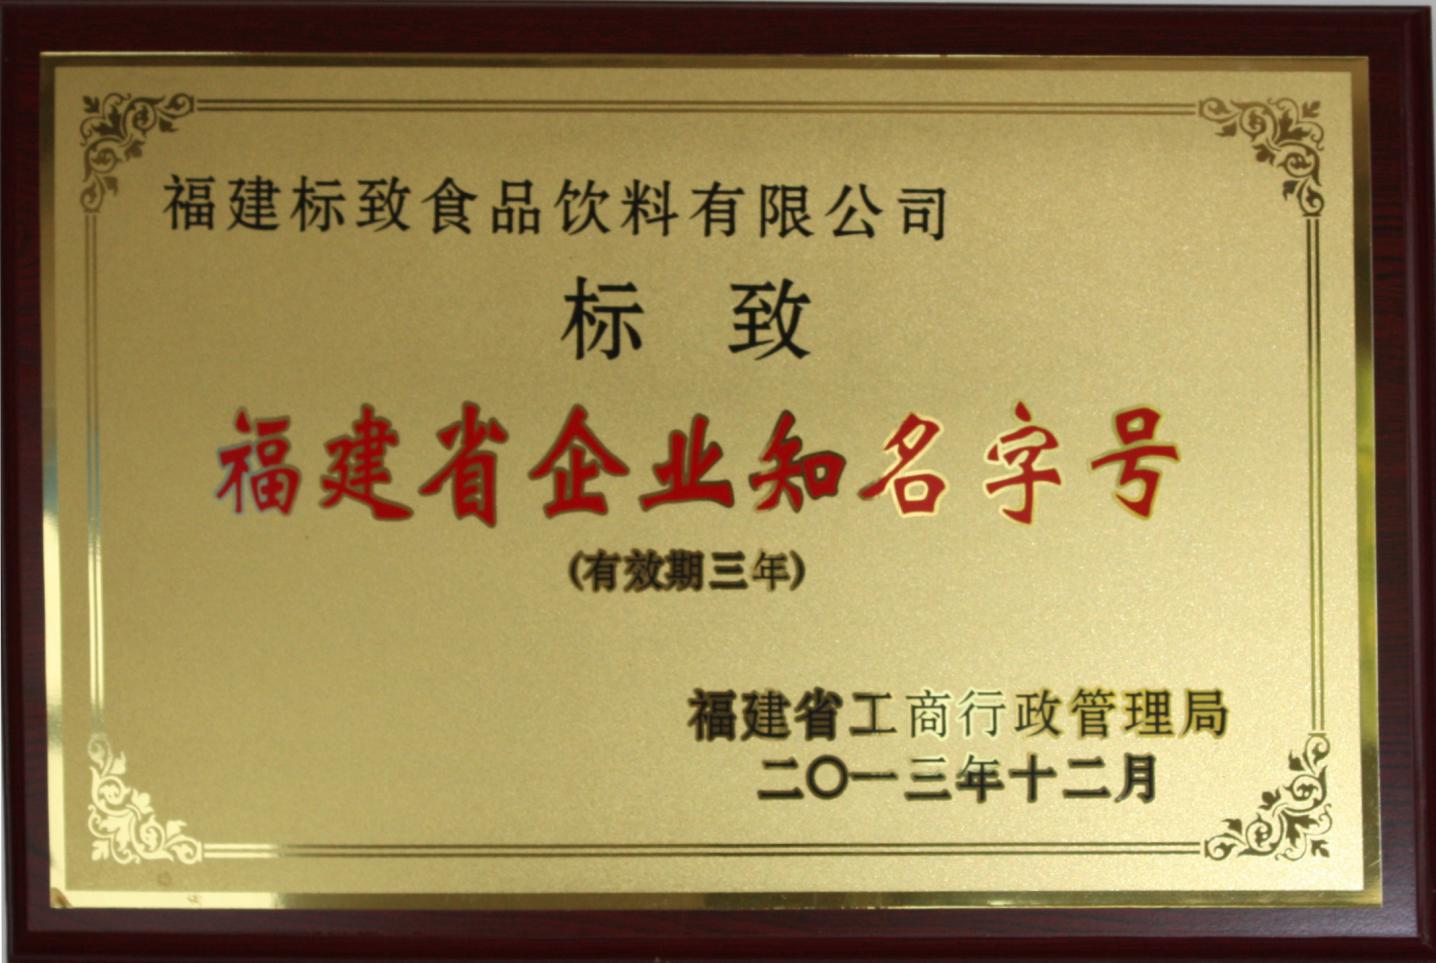 福建标致食品饮料有限公司
标 致
福建省企业知名字号
(有效期三年)
福建省工商行政管理局
二〇一三年十二月